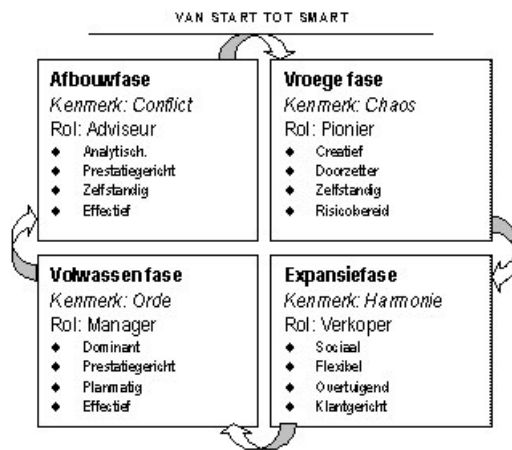 VAN START TOT SMART
Afbouwfase
Kenmerk: Conflict
Rol: Adviseur
◆ Analytisch.
◆ Prestatiegericht
◆ Zelfstandig
◆ Effectief
Vroege fase
Kenmerk: Chaos
Rol: Pionier
◆ Creatief
◆ Doorzetter
◆ Zelfstandig
◆ Risicobereid
Volwassen fase
Kenmerk: Orde
Rol: Manager
◆ Dominant
◆ Prestatiegericht
◆ Planmatig
◆ Effectief
Expansiefase
Kenmerk: Harmonie
Rol: Verkoper
◆ Sociaal
◆ Flexibel
◆ Overtuigend
◆ Klantgericht